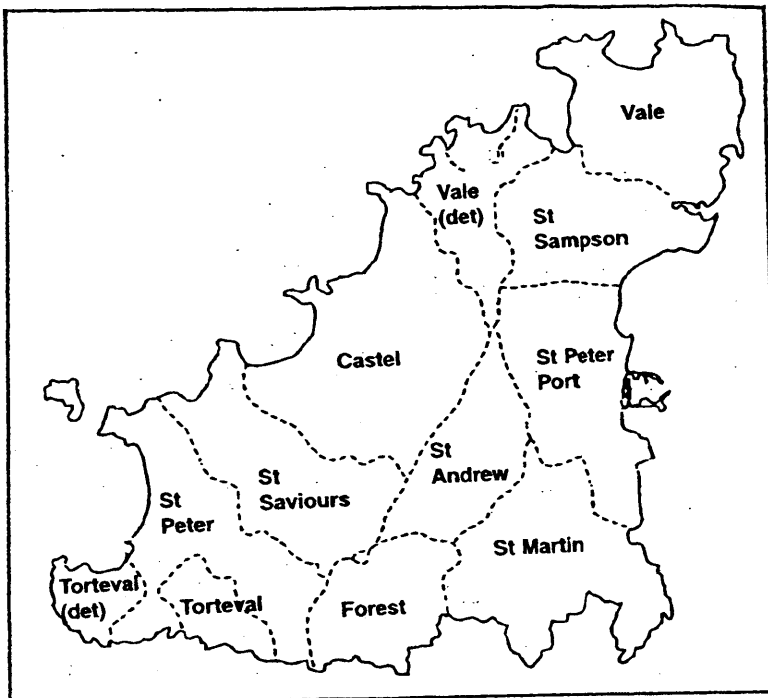 Vale
Vale
(det)
St
Sampson
Castel
St Peter
Port
St
Andrew
St
Saviours
St
Peter
St Martin
Torteval
(det)
Torteval
Forest